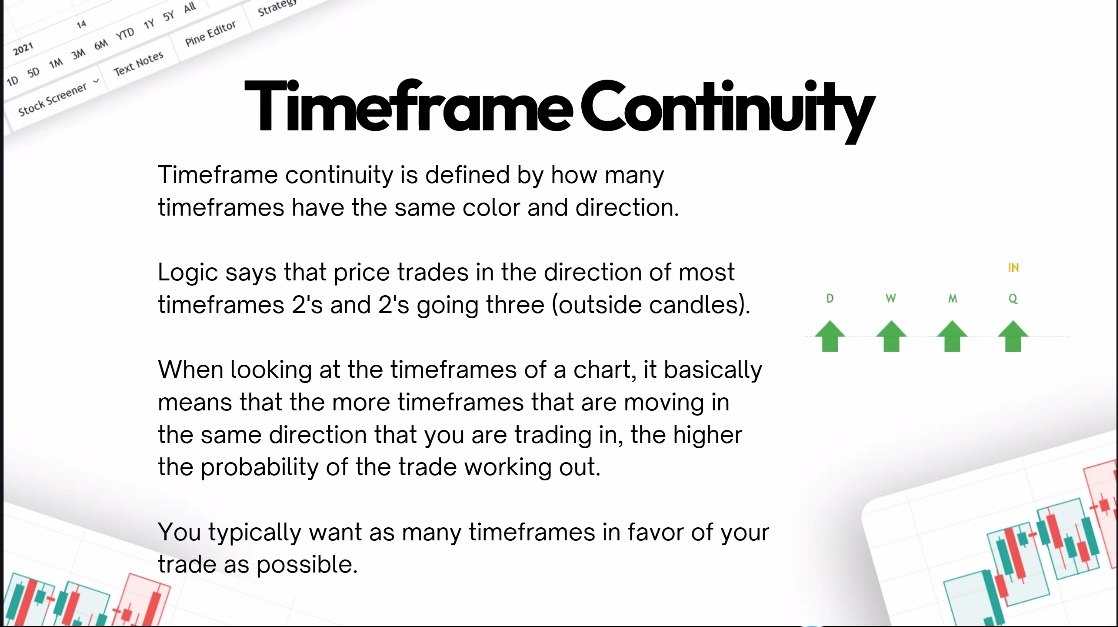 2021
14
1D 5D 1M 3M 6M YTD 1Y 5Y All
Stock Screener Text Notes Pine Editor Strategy
Timeframe Continuity
Timeframe continuity is defined by how many
timeframes have the same color and direction.
Logic says that price trades in the direction of most
timeframes 2's and 2's going three (outside candles).
When looking at the timeframes of a chart, it basically
means that the more timeframes that are moving in
the same direction that you are trading in, the higher
the probability of the trade working out.
You typically want as many timeframes in favor of your
trade as possible.
IN
D W M Q